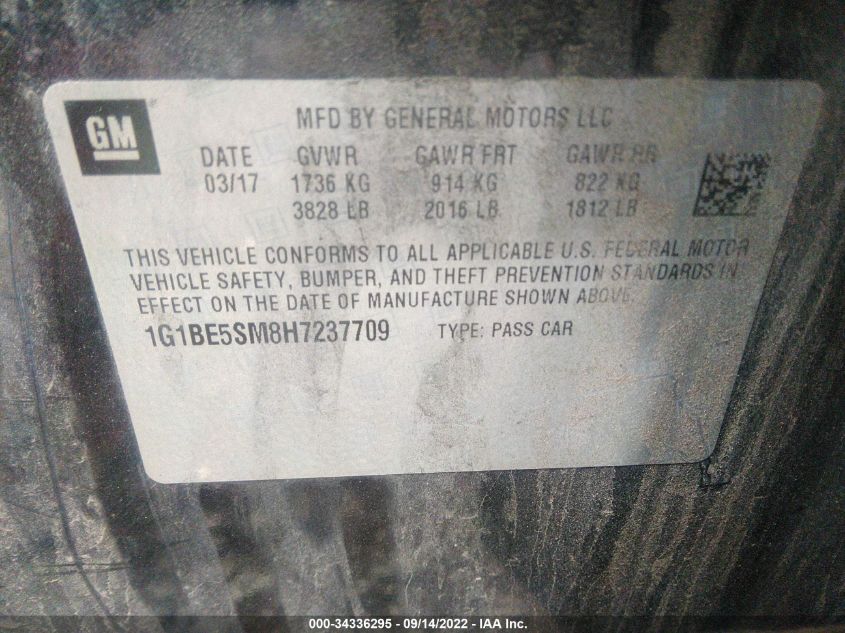 GM
MFD BY GENERAL MOTORS LLC
DATE GVWR GAWR FRT GAWR RR
03/17 1736 KG 914 KG 822 KG
3828 LB 2016 LB 1812 LB
THIS VEHICLE CONFORMS TO ALL APPLICABLE U.S. FEDERAL MOTOR
VEHICLE SAFETY, BUMPER, AND THEFT PREVENTION STANDARDS IN
EFFECT ON THE DATE OF MANUFACTURE SHOWN ABOVE.
1G1BE5SM8H7237709 TYPE: PASS CAR
000-34336295 - 09/14/2022 - IAA Inc.